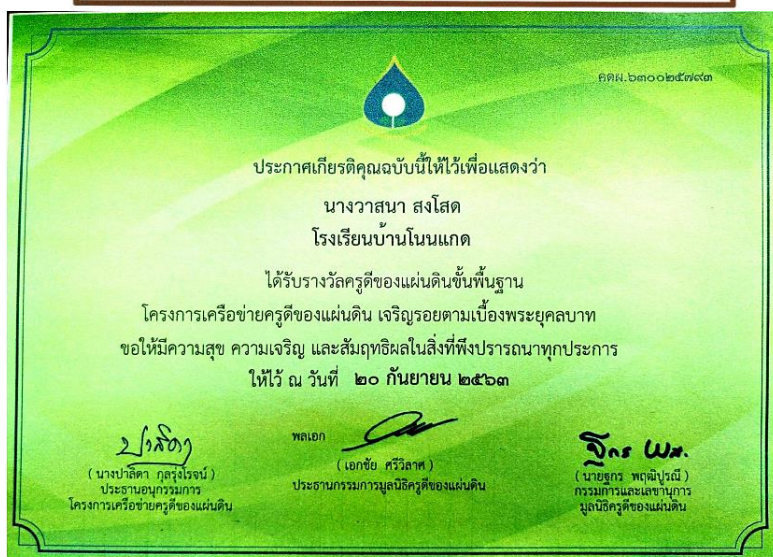 คดผ.๖๓๐๐๒๕๗๙๓
ประกาศเกียรติคุณฉบับนี้ให้ไว้เพื่อแสดงว่า
นางวาสนา สงโสด
โรงเรียนบ้านโนนแกด
ได้รับรางวัลครูดีของแผ่นดินขั้นพื้นฐาน
โครงการเครือข่ายครูดีของแผ่นดิน เจริญรอยตามเบื้องพระยุคลบาท
ขอให้มีความสุข ความเจริญ และสัมฤทธิผลในสิ่งที่พึงปรารถนาทุกประการ
ให้ไว้ ณ วันที่ ๒๐ กันยายน ๒๕๖๓
ปาลิดา
( นางปาลิดา กุลรุ่งโรจน์ )
ประธานอนุกรรมการ
โครงการเครือข่ายครูดีของแผ่นดิน
พลเอก
( เอกชัย ศรีวิลาศ )
ประธานกรรมการมูลนิธิครูดีของแผ่นดิน
( นายฐกร พฤฒิปูรณี )
กรรมการและเลขานุการ
มูลนิธิครูดีของแผ่นดิน